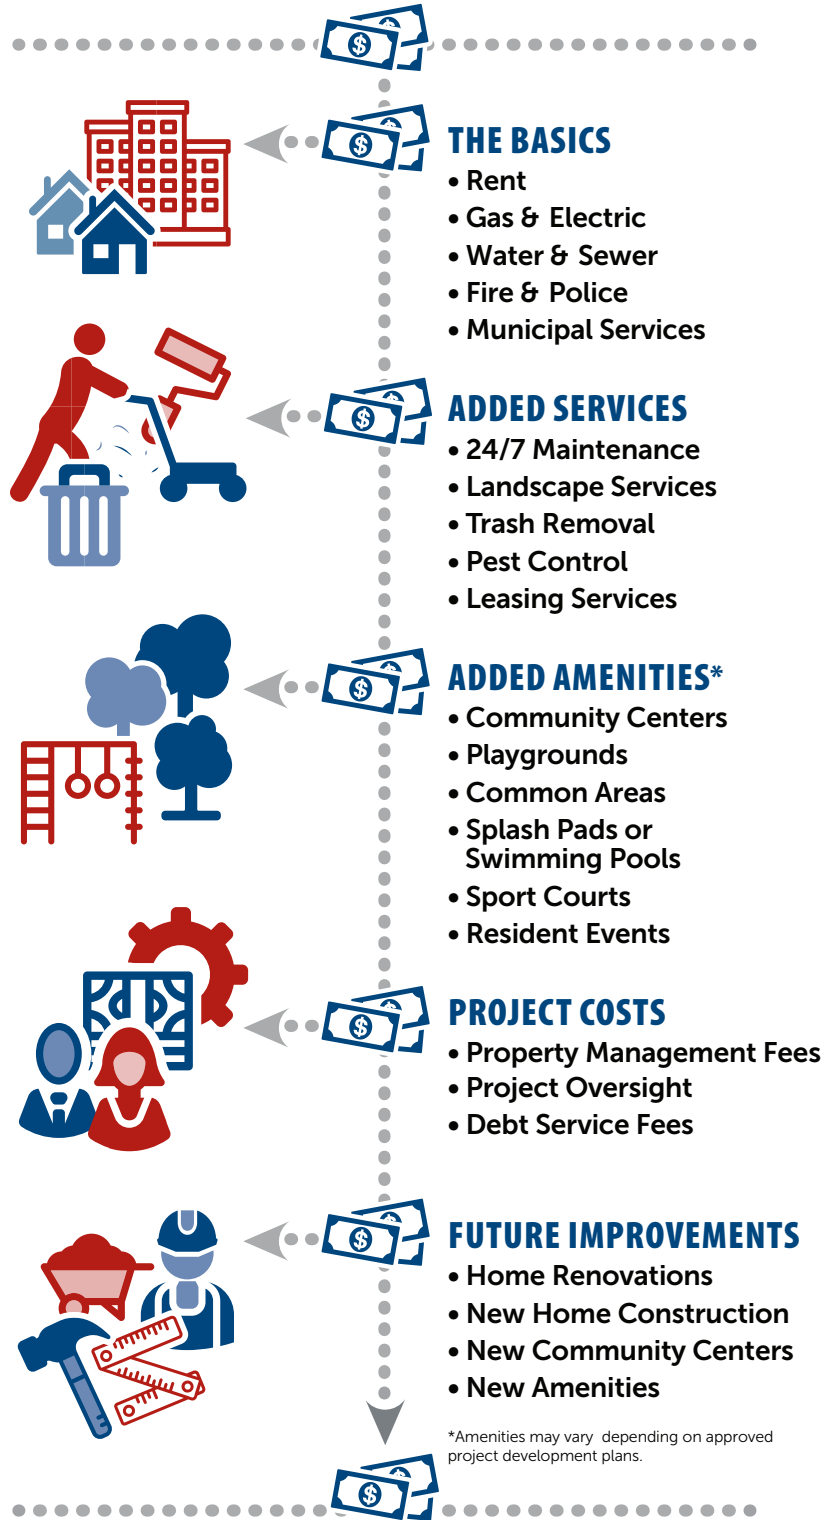 $
$
THE BASICS
• Rent
• Gas & Electric
• Water & Sewer
• Fire & Police
• Municipal Services
$
ADDED SERVICES
• 24/7 Maintenance
• Landscape Services
• Trash Removal
• Pest Control
• Leasing Services
$
ADDED AMENITIES*
• Community Centers
• Playgrounds
• Common Areas
• Splash Pads or
Swimming Pools
• Sport Courts
• Resident Events
$
PROJECT COSTS
• Property Management Fees
• Project Oversight
• Debt Service Fees
$
FUTURE IMPROVEMENTS
• Home Renovations
• New Home Construction
• New Community Centers
• New Amenities
*Amenities may vary depending on approved
project development plans.
$